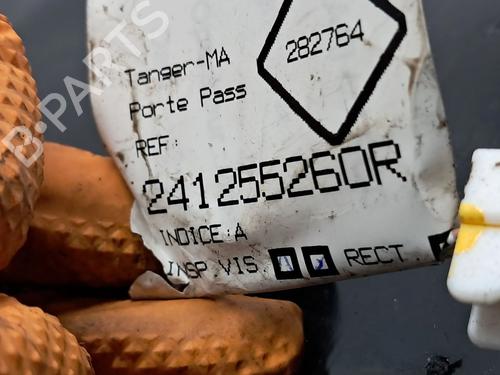 282764
Tanger-MA
Porte Pass
REF:
241255260R
INDICE:A
INSP VIS.
RECT.
B-PARTS